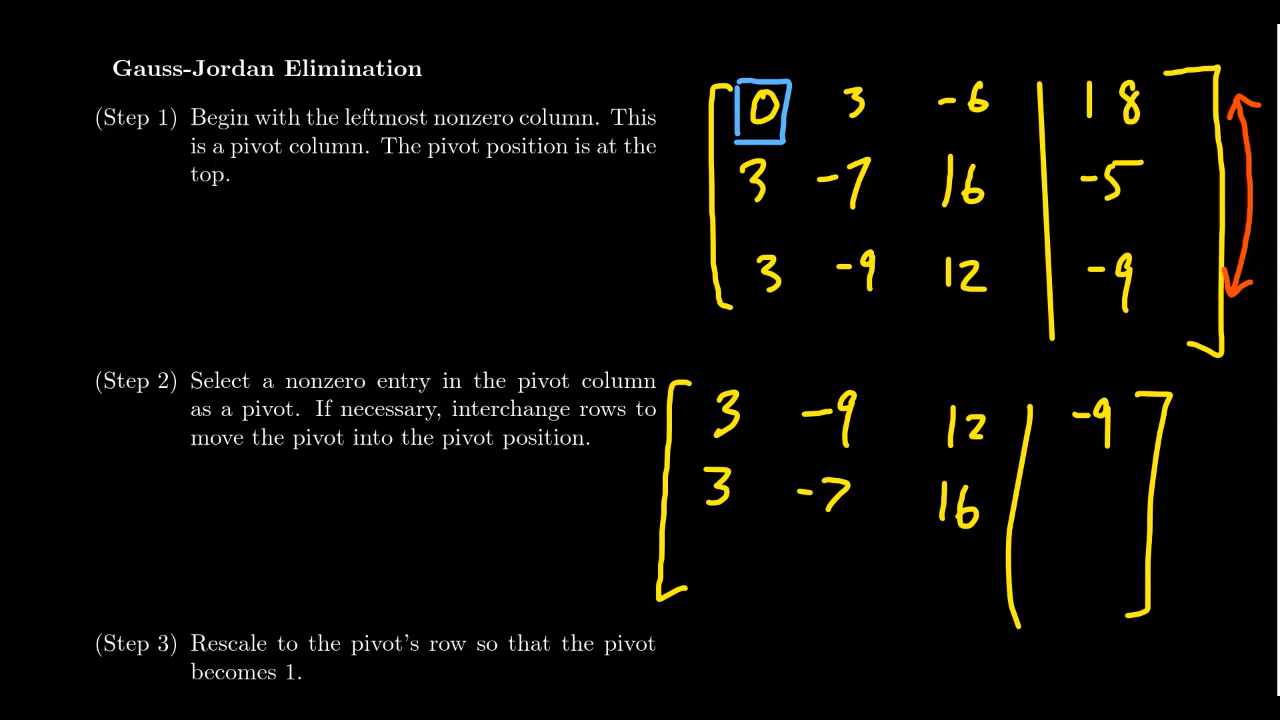 Gauss-Jordan Elimination
(Step 1) Begin with the leftmost nonzero column. This
is a pivot column. The pivot position is at the
top.
0 3 -6 18
3 -7 16 -5
3 -9 12 -9
(Step 2) Select a nonzero entry in the pivot column
as a pivot. If necessary, interchange rows to
move the pivot into the pivot position.
3 -9 12 -9
3 -7 16
(Step 3) Rescale to the pivot's row so that the pivot
becomes 1.